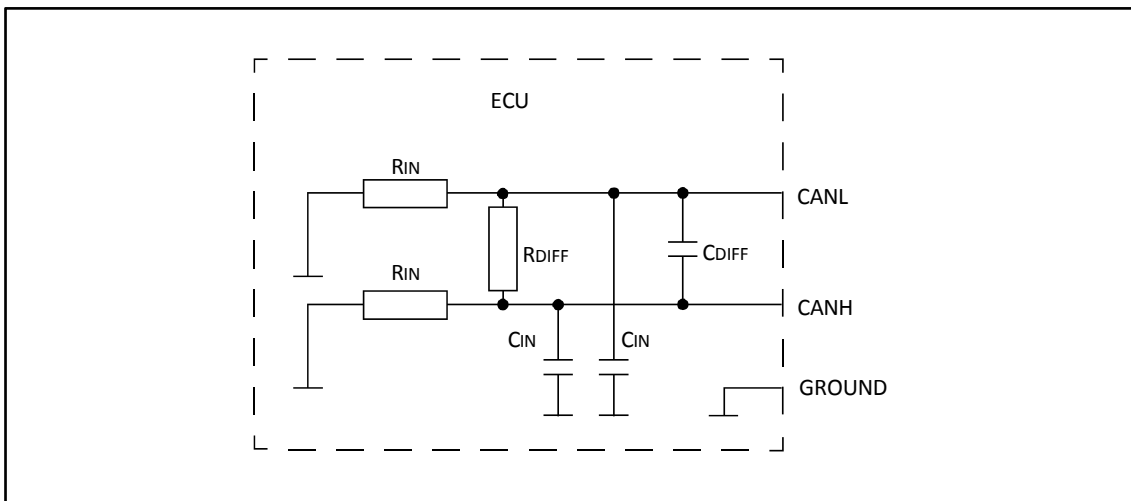 ECU
RIN
CANL
RDIFF
CDIFF
RIN
CANH
CIN
CIN
GROUND